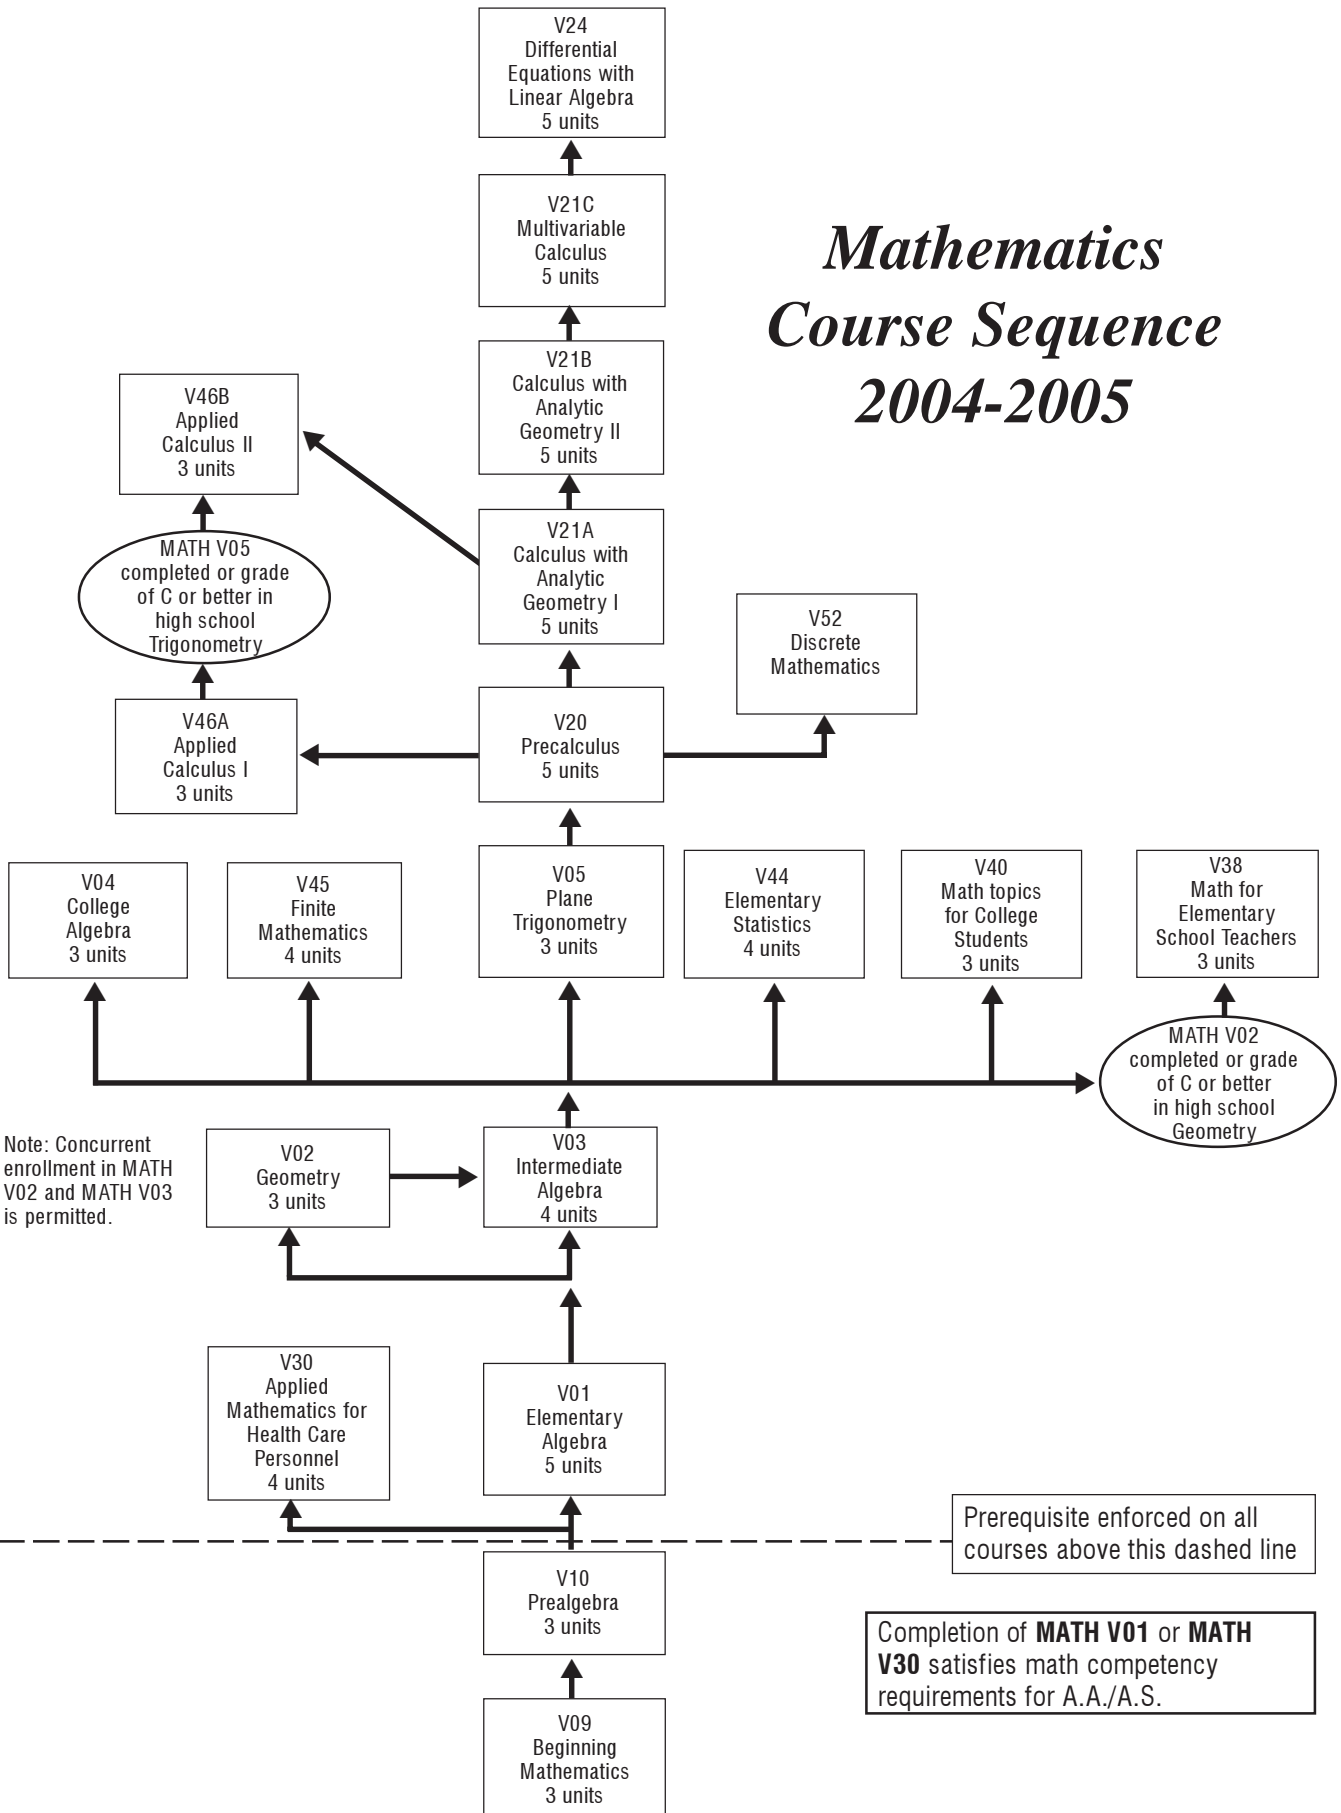 V24
Differential
Equations with
Linear Algebra
5 units
V21C
Multivariable
Calculus
5 units
Mathematics
Course Sequence
2004-2005
V21B
Calculus with
Analytic
Geometry II
5 units
V46B
Applied
Calculus II
3 units
V21A
Calculus with
Analytic
Geometry I
5 units
MATH V05
completed or grade
of C or better in
high school
Trigonometry
V52
Discrete
Mathematics
V46A
Applied
Calculus I
3 units
V20
Precalculus
5 units
V04
College
Algebra
3 units
V45
Finite
Mathematics
4 units
V05
Plane
Trigonometry
3 units
V44
Elementary
Statistics
4 units
V40
Math topics
for College
Students
3 units
V38
Math for
Elementary
School Teachers
3 units
MATH V02
completed or grade
of C or better
in high school
Geometry
Note: Concurrent
enrollment in MATH
V02 and MATH V03
is permitted.
V02
Geometry
3 units
V03
Intermediate
Algebra
4 units
V30
Applied
Mathematics for
Health Care
Personnel
4 units
V01
Elementary
Algebra
5 units
Prerequisite enforced on all
courses above this dashed line
V10
Prealgebra
3 units
Completion of MATH V01 or MATH
V30 satisfies math competency
requirements for A.A./A.S.
V09
Beginning
Mathematics
3 units